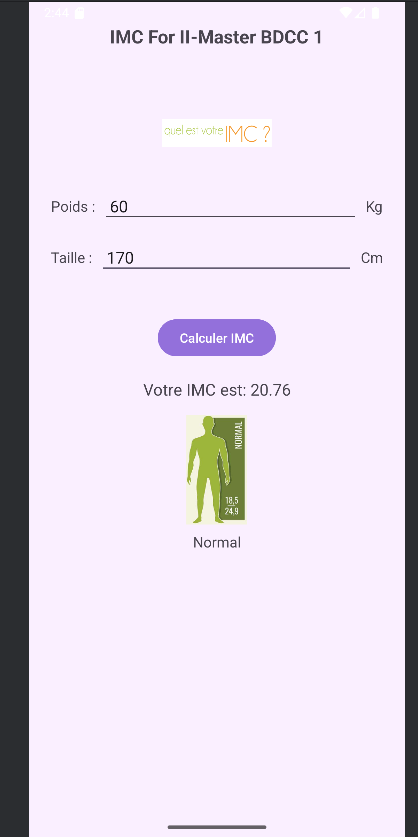 2:44
IMC For II-Master BDCC 1
quel est votre IMC ?
Poids : 60 Kg
Taille : 170 Cm
Calculer IMC
Votre IMC est: 20.76
NORMAL
18,5
24,9
Normal